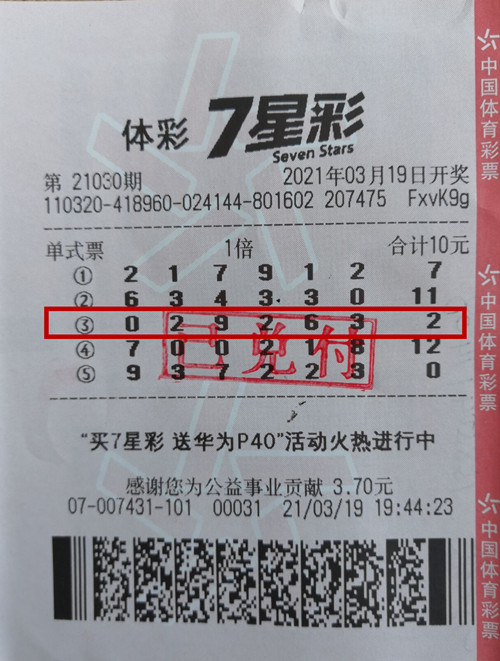 体彩 7星彩
Seven Stars
第 21030期 2021年03月19日开奖
110320-418960-024144-801602 207475 FxvK9g
单式票 1倍 合计10元
① 2 1 7 9 1 2 7
② 6 3 4 3 3 0 11
③ 0 2 9 2 6 3 2
④ 7 0 0 2 1 8 12
⑤ 9 3 7 2 2 3 0
已兑付
“买7星彩 送华为P40”活动火热进行中
感谢您为公益事业贡献 3.70元
07-007431-101 00031 21/03/19 19:44:23
中国体育彩票
中国体育彩票
中国体育彩票